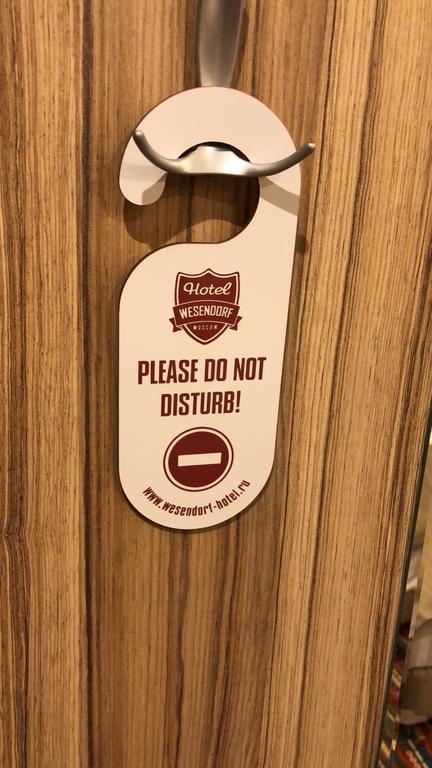 Hotel
WESENDORF
MOSCOW
PLEASE DO NOT
DISTURB!
www.wesendorf-hotel.ru